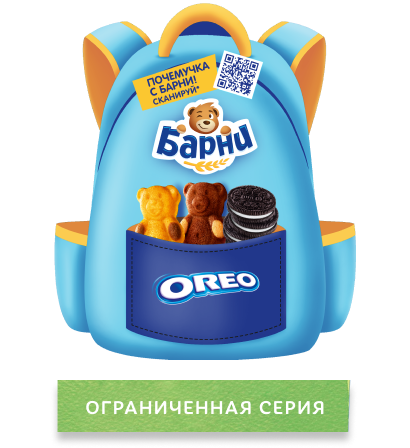 ПОЧЕМУЧКА
С БАРНИ!
СКАНИРУЙ*
Барни
OREO
ОГРАНИЧЕННАЯ СЕРИЯ